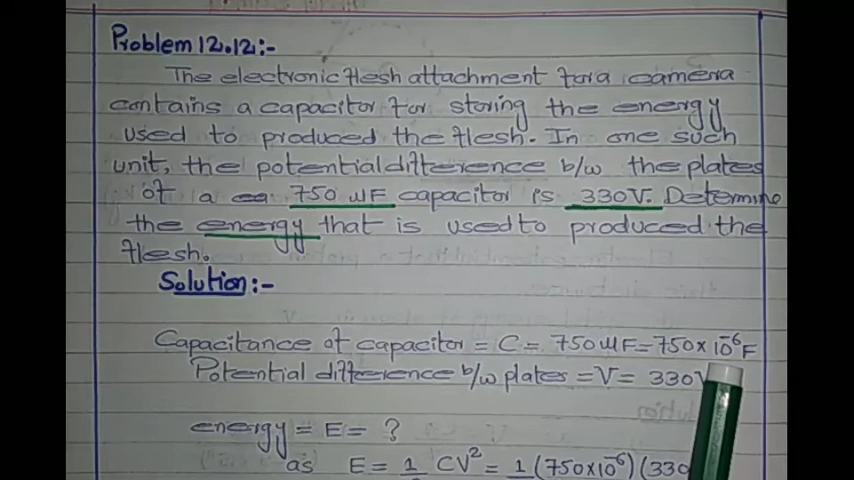 Problem 12.12:-
The electronic flesh attachment for a camera
contains a capacitor for storing the energy
used to produced the flesh. In one such
unit, the potential difference b/w the plates
of a 750 μF capacitor is 330V. Determine
the energy that is used to produced the
flesh.
Solution:-
Capacitance of capacitor = C = 750μF=750×10⁻⁶F
Potential difference b/w plates = V = 330V
energy = E = ?
as E = 1 CV² = 1 (750×10⁻⁶)(330